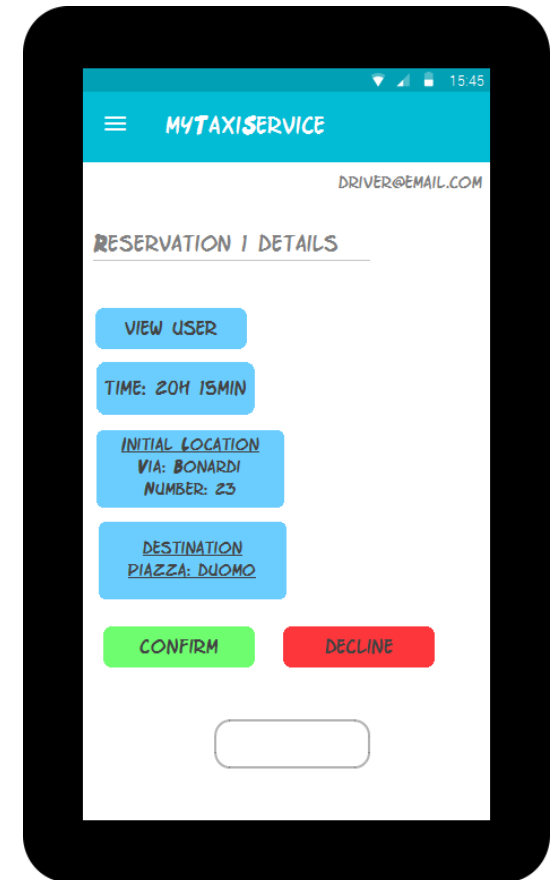 15:45
myTaxiService
driver@email.com
Reservation 1 details
View user
Time: 20h 15min
Initial Location
Via: Bonardi
Number: 23
Destination
Piazza: Duomo
Confirm
Decline